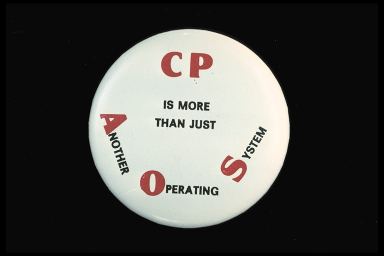 CP
IS MORE
THAN JUST
ANOTHER
OPERATING
SYSTEM